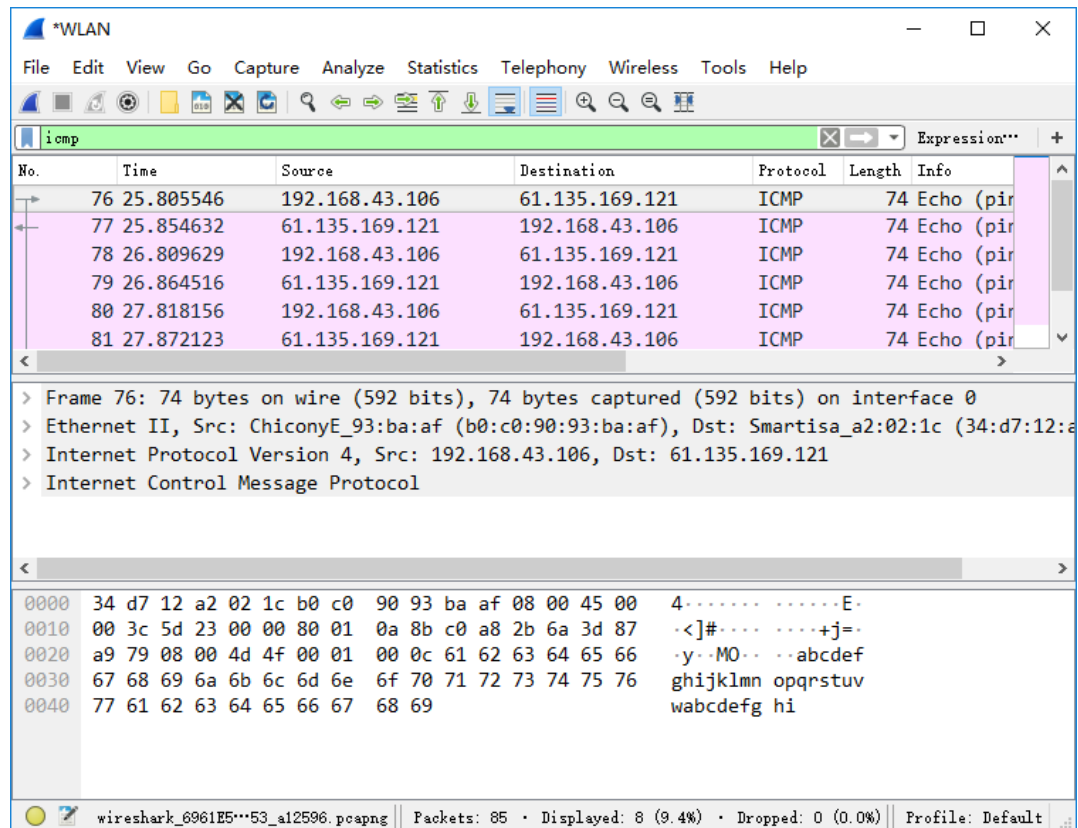 *WLAN
File Edit View Go Capture Analyze Statistics Telephony Wireless Tools Help
icmp Expression… +
No. Time Source Destination Protocol Length Info
76 25.805546 192.168.43.106 61.135.169.121 ICMP 74 Echo (pin
77 25.854632 61.135.169.121 192.168.43.106 ICMP 74 Echo (pin
78 26.809629 192.168.43.106 61.135.169.121 ICMP 74 Echo (pin
79 26.864516 61.135.169.121 192.168.43.106 ICMP 74 Echo (pin
80 27.818156 192.168.43.106 61.135.169.121 ICMP 74 Echo (pin
81 27.872123 61.135.169.121 192.168.43.106 ICMP 74 Echo (pin
> Frame 76: 74 bytes on wire (592 bits), 74 bytes captured (592 bits) on interface 0
> Ethernet II, Src: ChiconyE_93:ba:af (b0:c0:90:93:ba:af), Dst: Smartisa_a2:02:1c (34:d7:12:a
> Internet Protocol Version 4, Src: 192.168.43.106, Dst: 61.135.169.121
> Internet Control Message Protocol
0000 34 d7 12 a2 02 1c b0 c0 90 93 ba af 08 00 45 00 4······· ······E·
0010 00 3c 5d 23 00 00 80 01 0a 8b c0 a8 2b 6a 3d 87 ·<]#···· ····+j=·
0020 a9 79 08 00 4d 4f 00 01 00 0c 61 62 63 64 65 66 ·y··MO·· ··abcdef
0030 67 68 69 6a 6b 6c 6d 6e 6f 70 71 72 73 74 75 76 ghijklmn opqrstuv
0040 77 61 62 63 64 65 66 67 68 69 wabcdefg hi
wireshark_6961E5…53_a12596.pcapng Packets: 85 · Displayed: 8 (9.4%) · Dropped: 0 (0.0%) Profile: Default